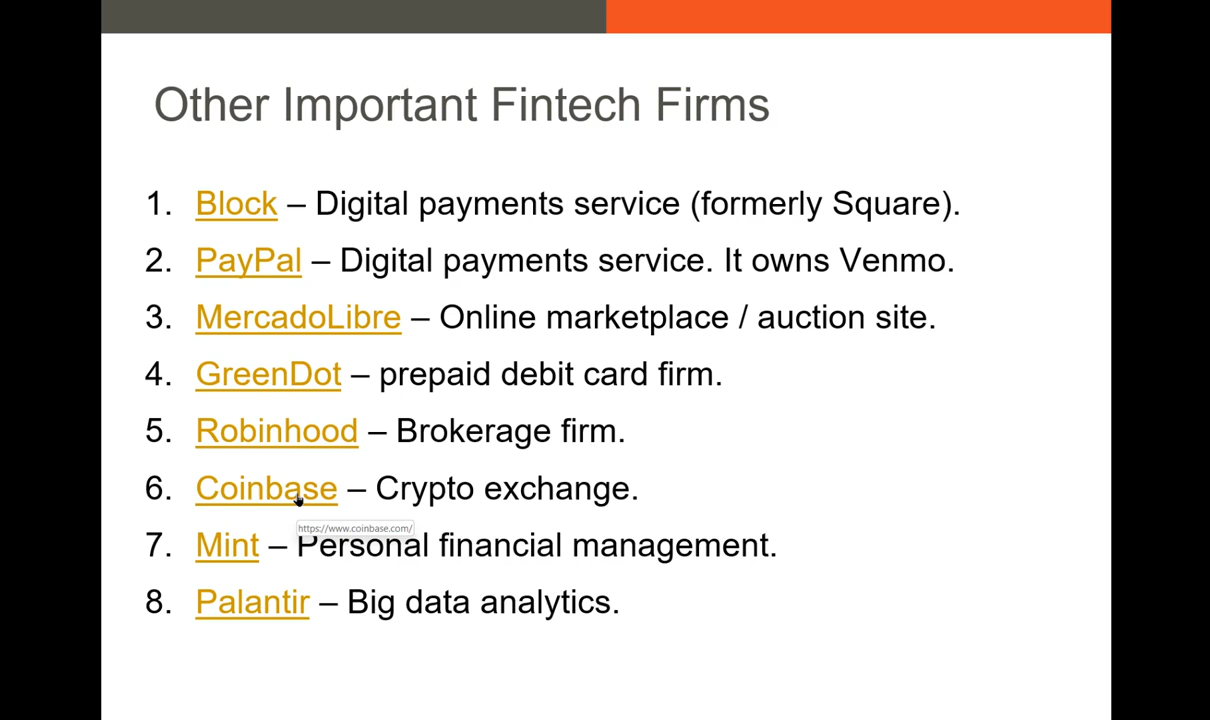 Other Important Fintech Firms
1. Block – Digital payments service (formerly Square).
2. PayPal – Digital payments service. It owns Venmo.
3. MercadoLibre – Online marketplace / auction site.
4. GreenDot – prepaid debit card firm.
5. Robinhood – Brokerage firm.
6. Coinbase – Crypto exchange.
https://www.coinbase.com/
7. Mint – Personal financial management.
8. Palantir – Big data analytics.